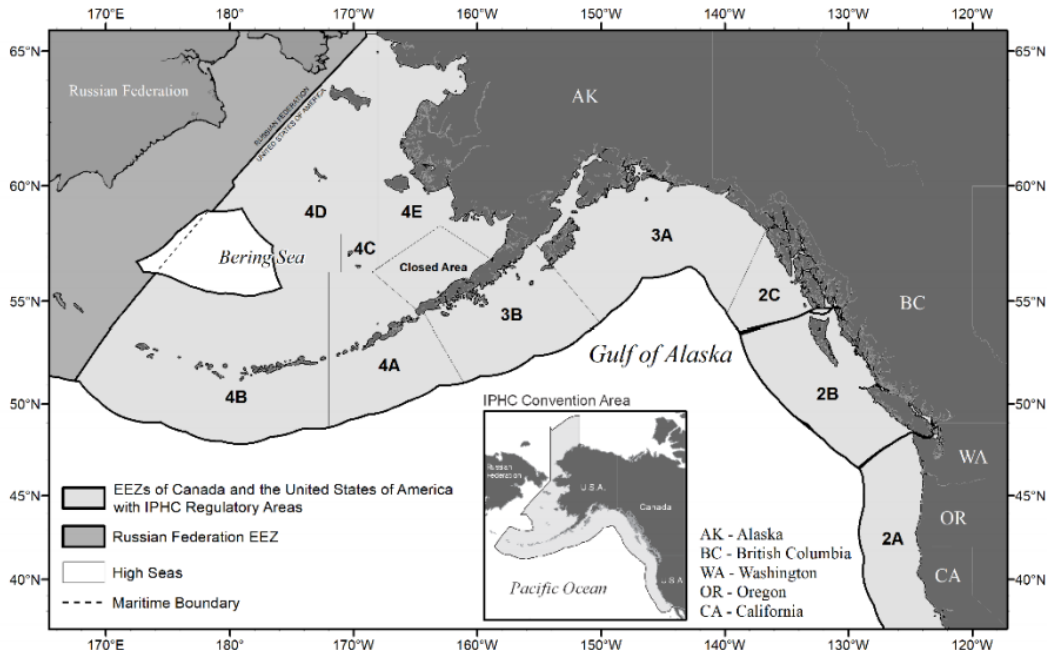 170°E 180° 170°W 160°W 150°W 140°W 130°W 120°W
65°N 65°N
Russian Federation
AK
RUSSIAN FEDERATION
UNITED STATES OF AMERICA
60°N 60°N
4D
4E
3A
4C
Bering Sea
Closed Area
55°N 55°N
2C
BC
3B
Gulf of Alaska
4A
4B
2B
50°N 50°N
IPHC Convention Area
WA
Russian
Federation
U.S.A.
Canada
U.S.A
Pacific Ocean
EEZs of Canada and the United States of America
with IPHC Regulatory Areas
Russian Federation EEZ
High Seas
Maritime Boundary
45°N 45°N
OR
2A
AK - Alaska
BC - British Columbia
WA - Washington
OR - Oregon
CA - California
CA
40°N 40°N
170°E 180° 170°W 160°W 150°W 140°W 130°W 120°W